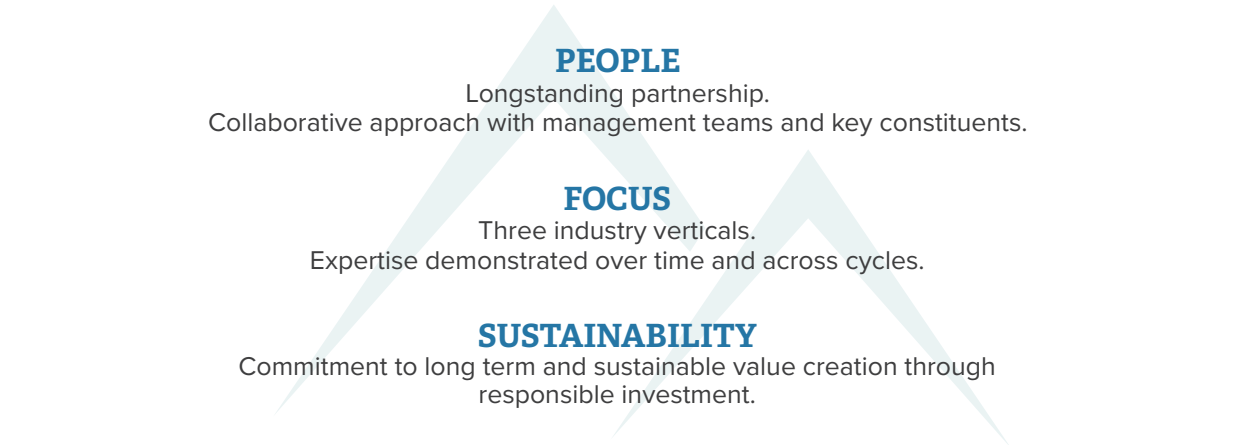 PEOPLE
Longstanding partnership.
Collaborative approach with management teams and key constituents.
FOCUS
Three industry verticals.
Expertise demonstrated over time and across cycles.
SUSTAINABILITY
Commitment to long term and sustainable value creation through
responsible investment.